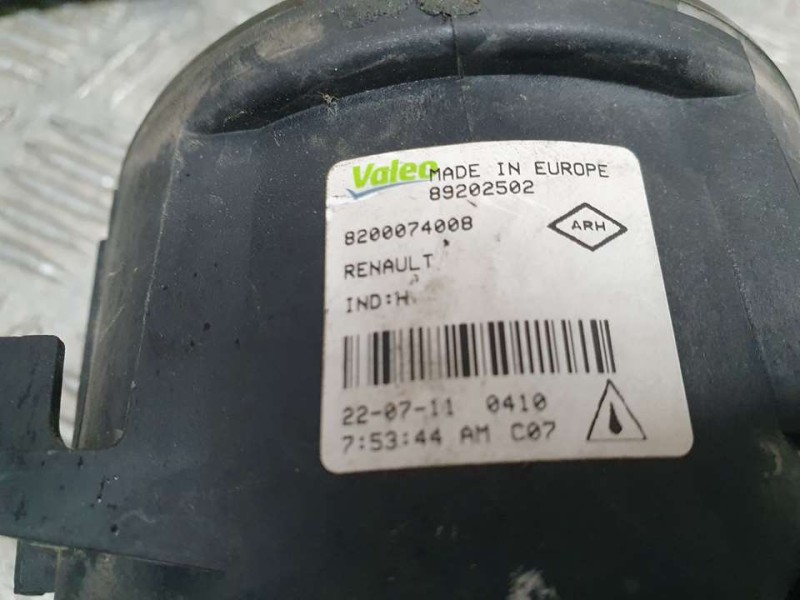 Valeo MADE IN EUROPE
89202502
8200074008
ARH
RENAULT
IND:H
22-07-11 0410
7:53:44 AM C07